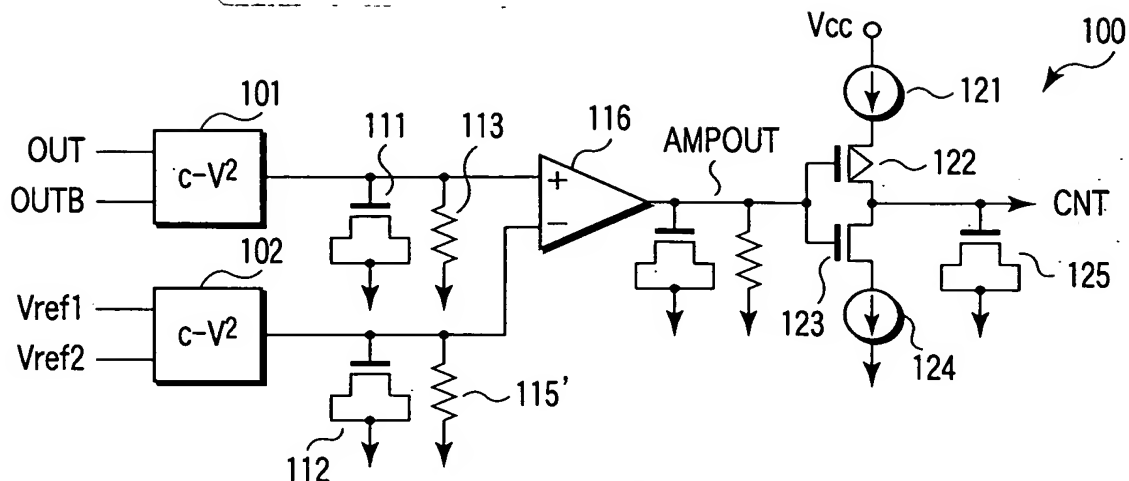 Vcc
100
101
121
111
113
116
AMPOUT
OUT
122
c-V²
OUTB
CNT
+
−
102
123
125
Vref1
c-V²
Vref2
124
115'
112